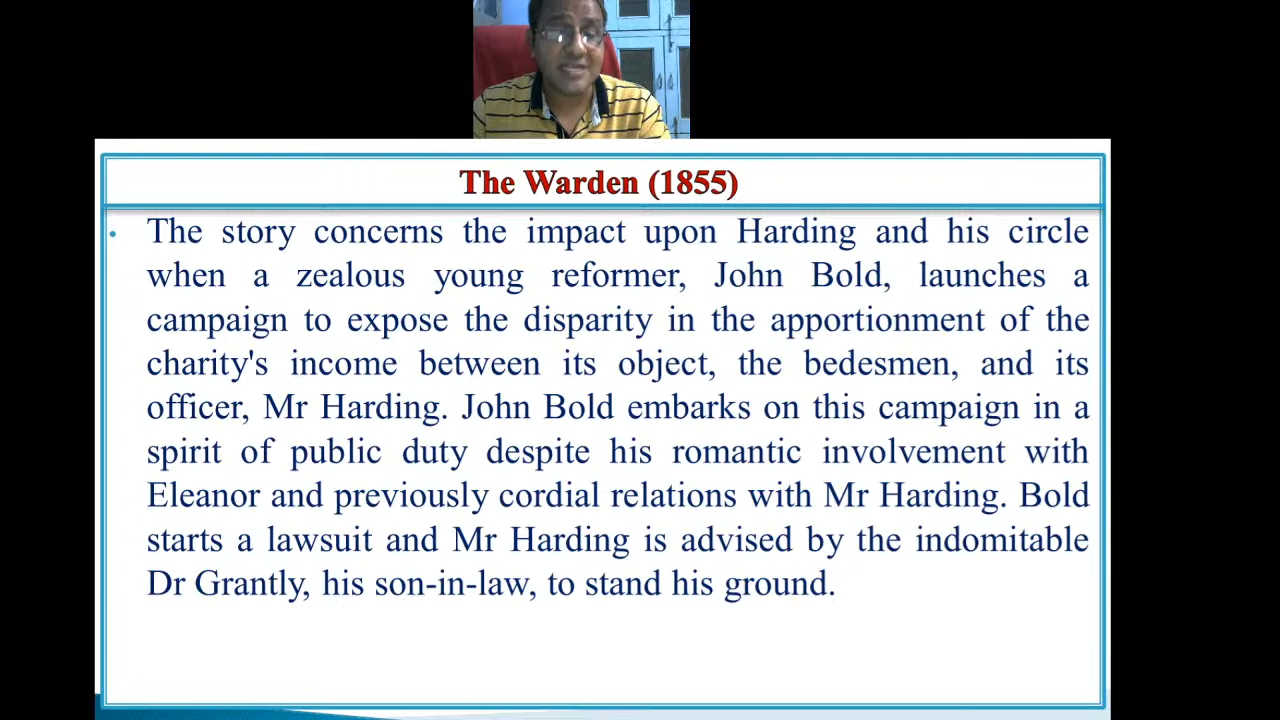 The Warden (1855)
• The story concerns the impact upon Harding and his circle
when a zealous young reformer, John Bold, launches a
campaign to expose the disparity in the apportionment of the
charity's income between its object, the bedesmen, and its
officer, Mr Harding. John Bold embarks on this campaign in a
spirit of public duty despite his romantic involvement with
Eleanor and previously cordial relations with Mr Harding. Bold
starts a lawsuit and Mr Harding is advised by the indomitable
Dr Grantly, his son-in-law, to stand his ground.